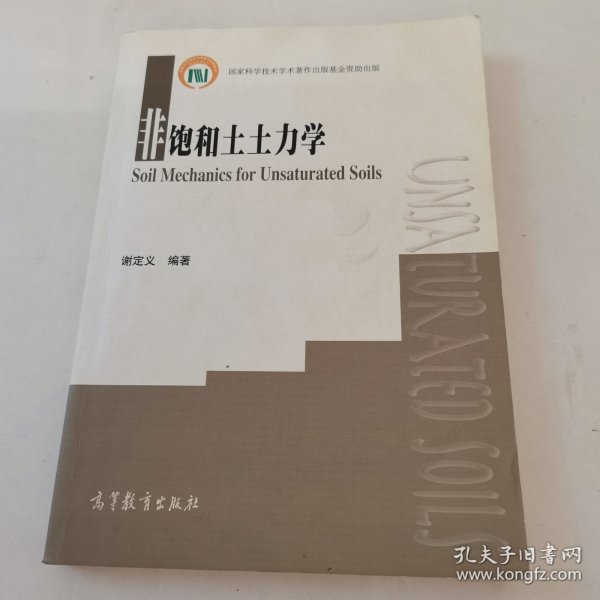 国家科学技术学术著作出版基金资助出版
非饱和土土力学
Soil Mechanics for Unsaturated Soils
谢定义 编著
UNSATURATED SOILS
高等教育出版社
孔夫子旧书网
www.kongfz.com